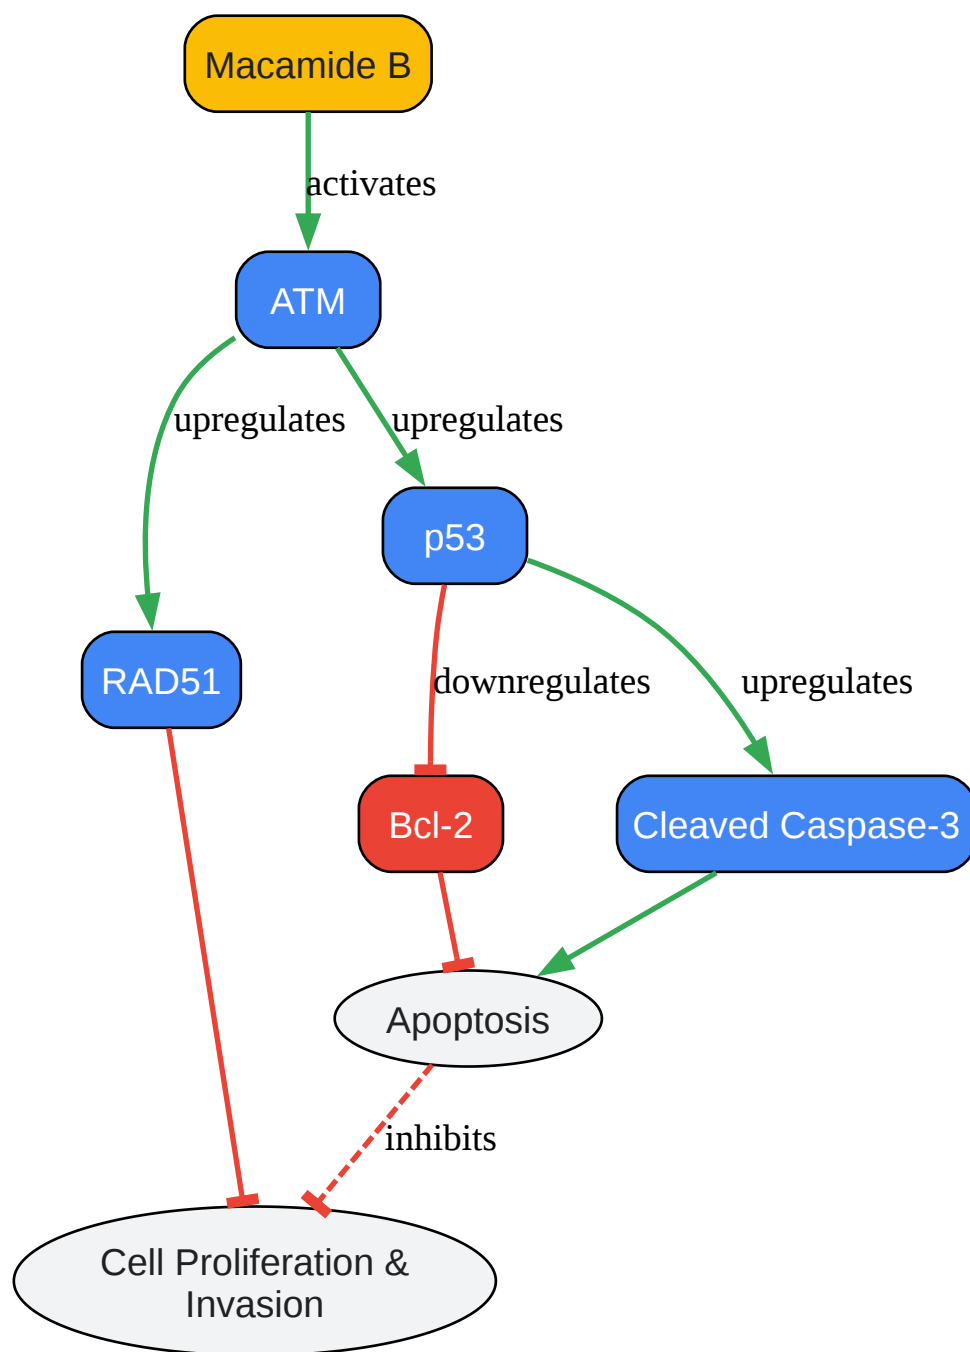 Macamide B
activates
ATM
upregulates
upregulates
p53
RAD51
downregulates
upregulates
Bcl-2
Cleaved Caspase-3
Apoptosis
inhibits
Cell Proliferation &
Invasion